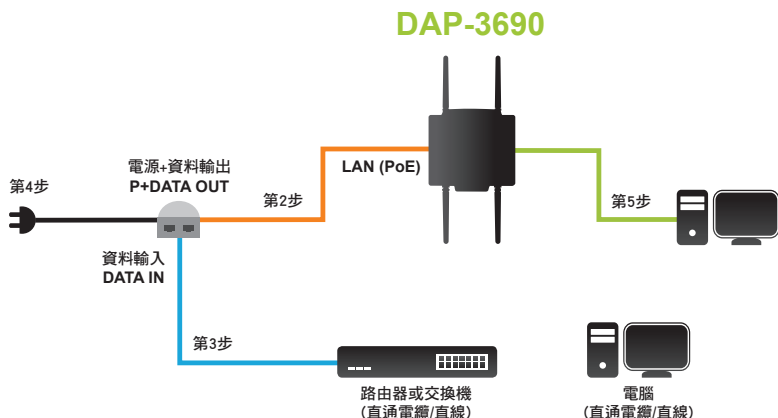 DAP-3690
電源+資料輸出
P+DATA OUT
LAN (PoE)
第4步
第2步
第5步
資料輸入
DATA IN
第3步
路由器或交換機
(直通電纜/直線)
電腦
(直通電纜/直線)